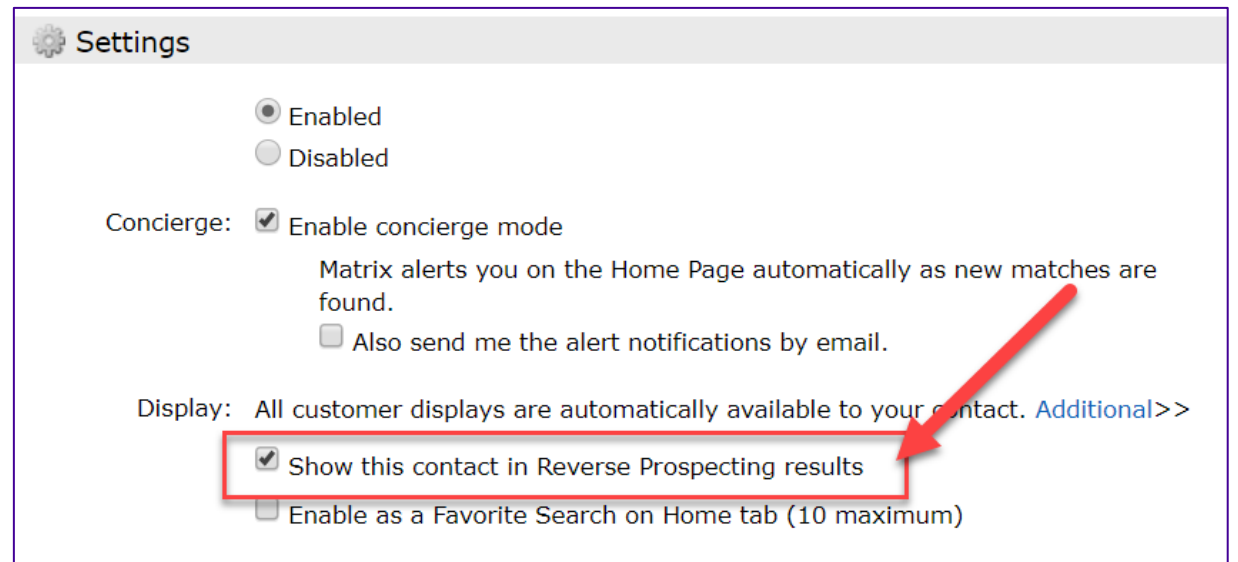 Settings
Enabled
Disabled
Concierge: Enable concierge mode
Matrix alerts you on the Home Page automatically as new matches are
found.
Also send me the alert notifications by email.
Display: All customer displays are automatically available to your contact. Additional>>
Show this contact in Reverse Prospecting results
Enable as a Favorite Search on Home tab (10 maximum)